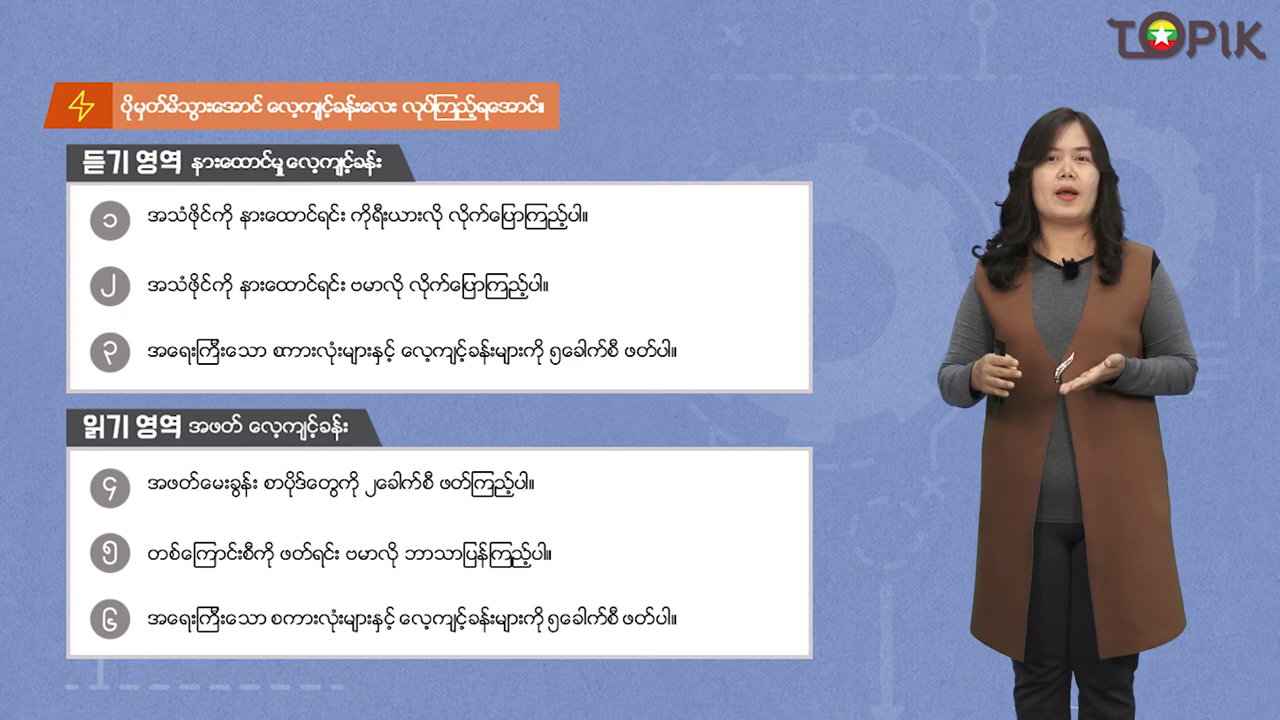 TOPIK
ပိုမှတ်မိသွားအောင် လေ့ကျင့်ခန်းလေး လုပ်ကြည့်ရအောင်။
듣기 영역 နားထောင်မှု လေ့ကျင့်ခန်း
၁ အသံဖိုင်ကို နားထောင်ရင်း ကိုရီးယားလို လိုက်ပြောကြည့်ပါ။
၂ အသံဖိုင်ကို နားထောင်ရင်း ဗမာလို လိုက်ပြောကြည့်ပါ။
၃ အရေးကြီးသော စကားလုံးများနှင့် လေ့ကျင့်ခန်းများကို ၅ခေါက်စီ ဖတ်ပါ။
읽기 영역 အဖတ် လေ့ကျင့်ခန်း
၄ အဖတ်မေးခွန်း စာပိုဒ်တွေကို ၂ခေါက်စီ ဖတ်ကြည့်ပါ။
၅ တစ်ကြောင်းစီကို ဖတ်ရင်း ဗမာလို ဘာသာပြန်ကြည့်ပါ။
၆ အရေးကြီးသော စကားလုံးများနှင့် လေ့ကျင့်ခန်းများကို ၅ခေါက်စီ ဖတ်ပါ။